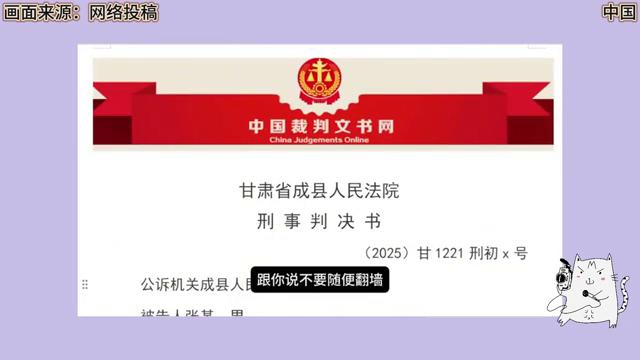 画面来源：网络投稿
中国
中国裁判文书网
China Judgements Online
甘肃省成县人民法院
刑事判决书
（2025）甘 1221 刑初 x 号
公诉机关成县人民
跟你说不要随便翻墙
被告人张某，男